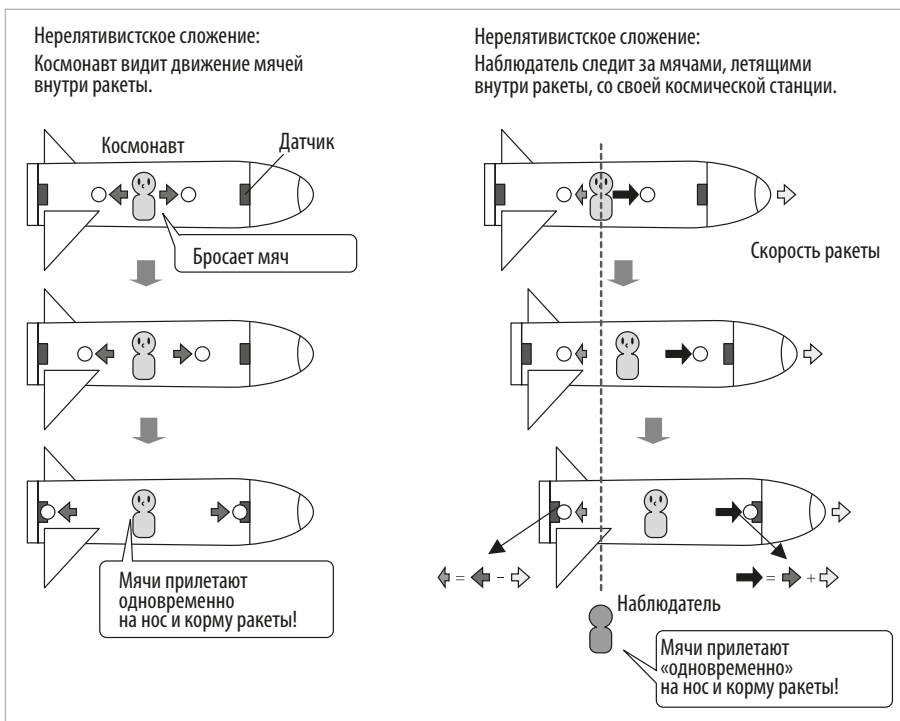 Нерелятивистское сложение:
Космонавт видит движение мячей
внутри ракеты.
Космонавт
Датчик
Бросает мяч
Мячи прилетают
одновременно
на нос и корму ракеты!
Нерелятивистское сложение:
Наблюдатель следит за мячами, летящими
внутри ракеты, со своей космической станции.
Скорость ракеты
= -
= +
Наблюдатель
Мячи прилетают
«одновременно»
на нос и корму ракеты!